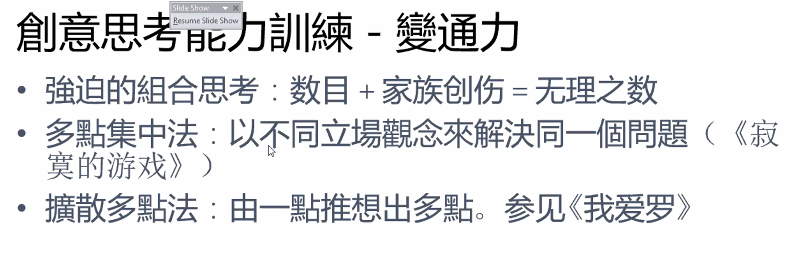 Slide Show
Resume Slide Show
創意思考能力訓練 - 變通力
• 強迫的組合思考：数目 + 家族创伤 = 无理之数
• 多點集中法：以不同立場觀念來解決同一個問題（《寂
寞的游戏》）
• 擴散多點法：由一點推想出多點。参见《我爱罗》